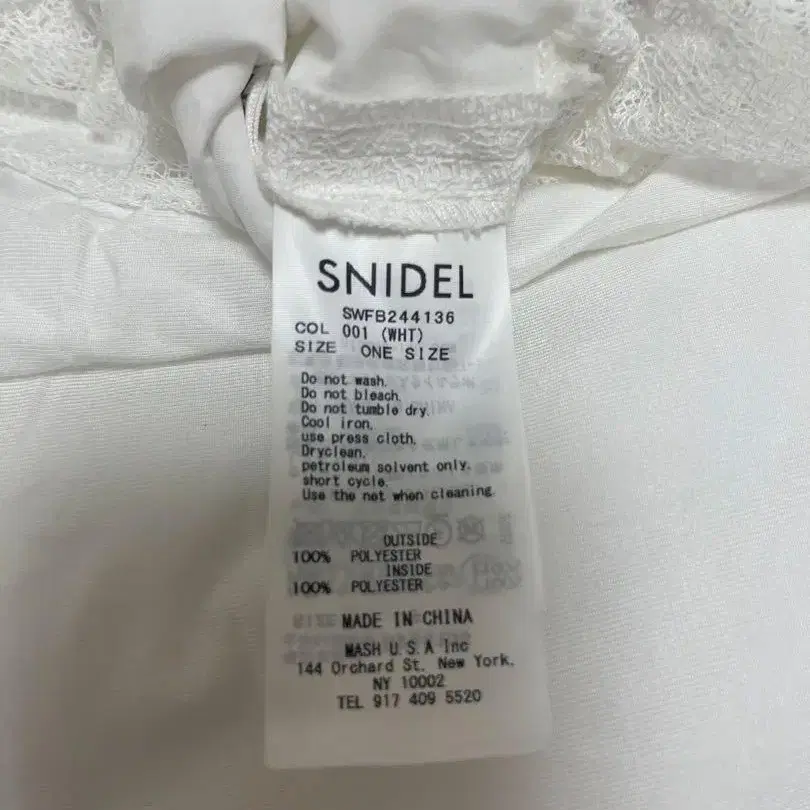 SNIDEL
SWFB244136
COL 001 (WHT)
SIZE ONE SIZE
Do not wash.
Do not bleach.
Do not tumble dry.
Cool iron.
use press cloth.
Dryclean.
petroleum solvent only.
short cycle.
Use the net when cleaning.
OUTSIDE
100% POLYESTER
INSIDE
100% POLYESTER
MADE IN CHINA
MASH U.S.A Inc
144 Orchard St, New York,
NY 10002
TEL 917 409 5520